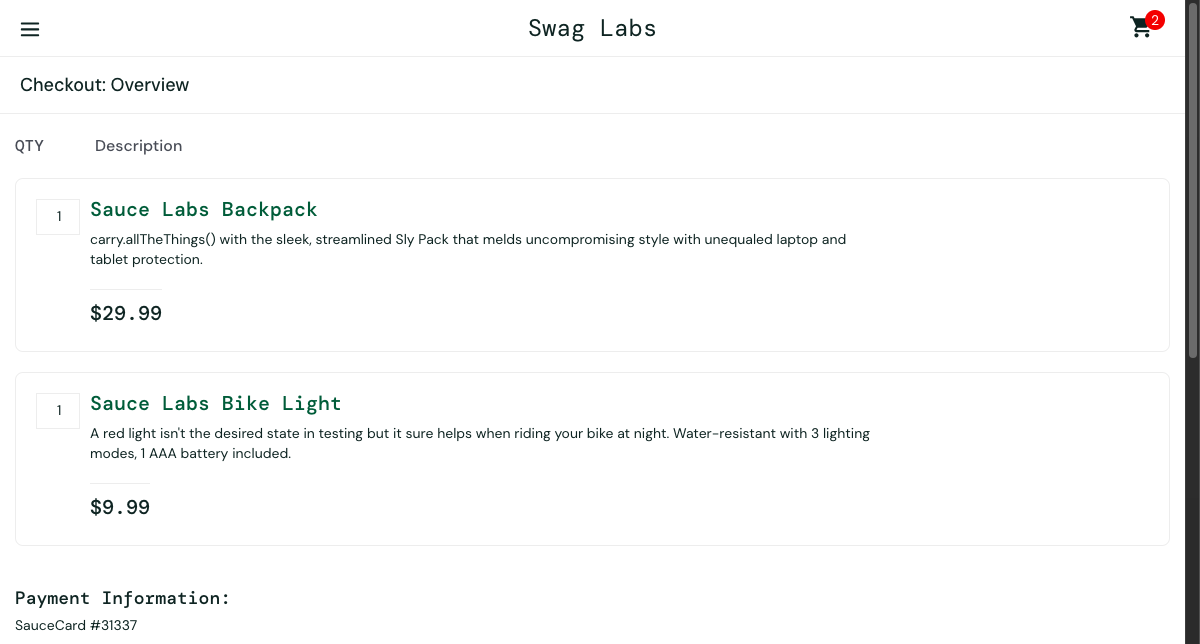 Swag Labs
2
Checkout: Overview
QTY Description
1
Sauce Labs Backpack
carry.allTheThings() with the sleek, streamlined Sly Pack that melds uncompromising style with unequaled laptop and
tablet protection.
$29.99
1
Sauce Labs Bike Light
A red light isn't the desired state in testing but it sure helps when riding your bike at night. Water-resistant with 3 lighting
modes, 1 AAA battery included.
$9.99
Payment Information:
SauceCard #31337